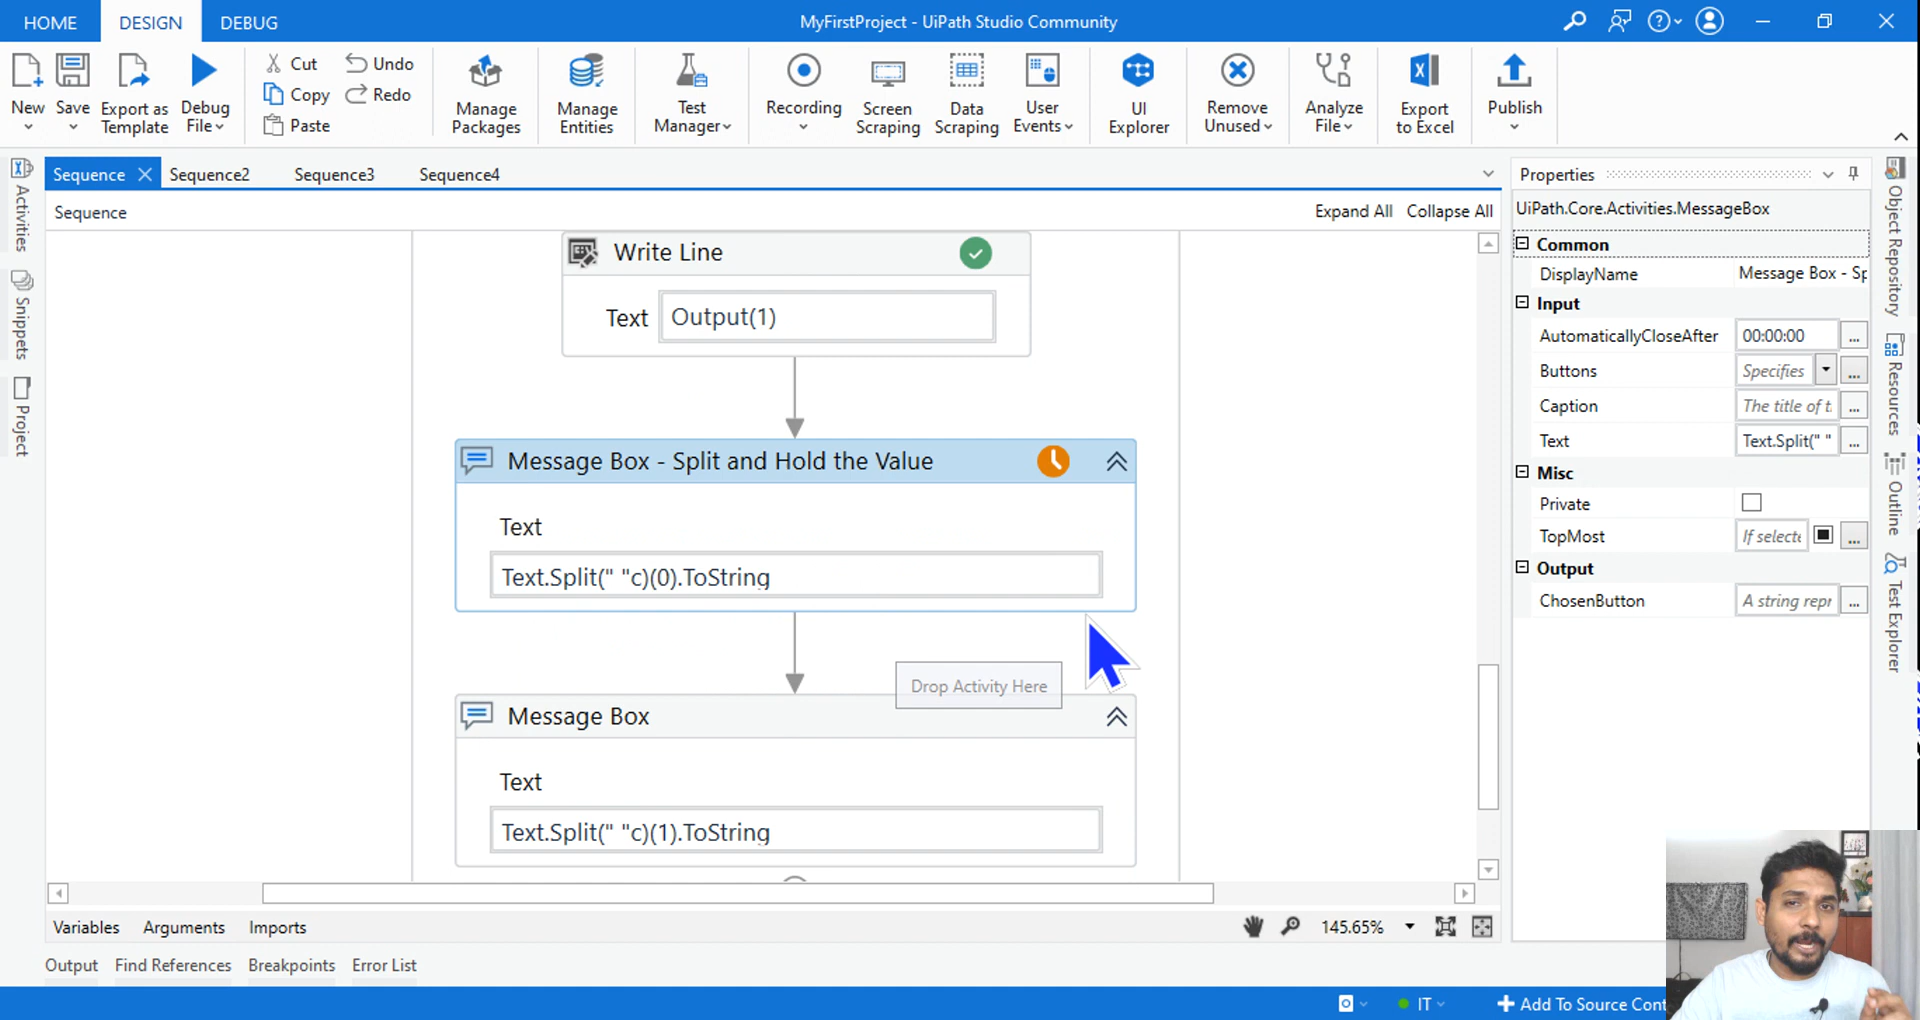 HOME DESIGN DEBUG MyFirstProject - UiPath Studio Community
New Save Export as Template Debug File
Cut Copy Paste Undo Redo
Manage Packages
Manage Entities
Test Manager
Recording
Screen Scraping
Data Scraping
User Events
UI Explorer
Remove Unused
Analyze File
Export to Excel
Publish
Activities
Snippets
Project
Sequence Sequence2 Sequence3 Sequence4
Sequence Expand All Collapse All
Write Line
Text Output(1)
Message Box - Split and Hold the Value
Text
Text.Split(" "c)(0).ToString
Drop Activity Here
Message Box
Text
Text.Split(" "c)(1).ToString
Variables Arguments Imports 145.65%
Output Find References Breakpoints Error List
Properties
UiPath.Core.Activities.MessageBox
Common
DisplayName Message Box - Sp
Input
AutomaticallyCloseAfter 00:00:00 ...
Buttons Specifies ...
Caption The title of t ...
Text Text.Split(" " ...
Misc
Private
TopMost If selecte ...
Output
ChosenButton A string repr ...
Object Repository
Resources
Outline
Test Explorer
IT + Add To Source Cont